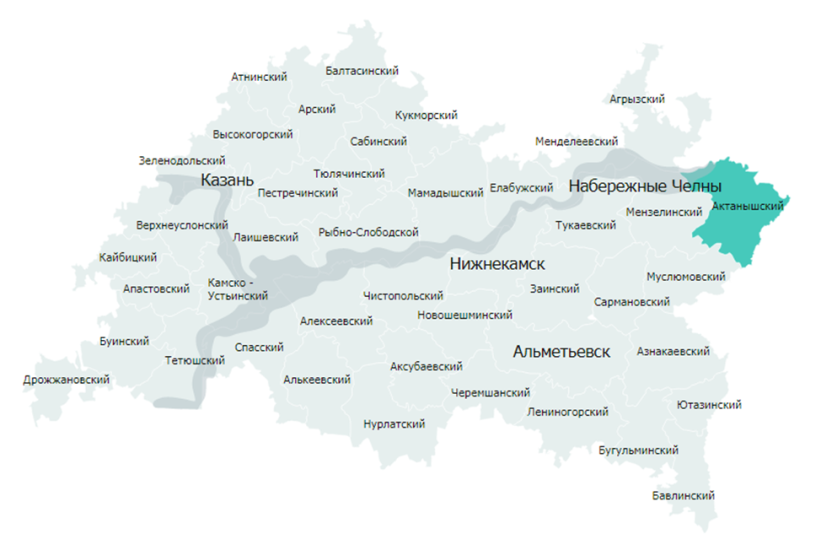 Балтасинский
Атнинский
Агрызский
Арский
Кукморский
Высокогорский
Сабинский
Менделеевский
Зеленодольский
Тюлячинский
Казань
Набережные Челны
Елабужский
Пестречинский
Мамадышский
Актанышский
Мензелинский
Верхнеуслонский
Тукаевский
Рыбно-Слободской
Лаишевский
Кайбицкий
Нижнекамск
Муслюмовский
Камско -
Устьинский
Апастовский
Заинский
Чистопольский
Сармановский
Новошешминский
Алексеевский
Буинский
Спасский
Альметьевск
Азнакаевский
Тетюшский
Аксубаевский
Дрожжановский
Алькеевский
Черемшанский
Ютазинский
Лениногорский
Нурлатский
Бугульминский
Бавлинский